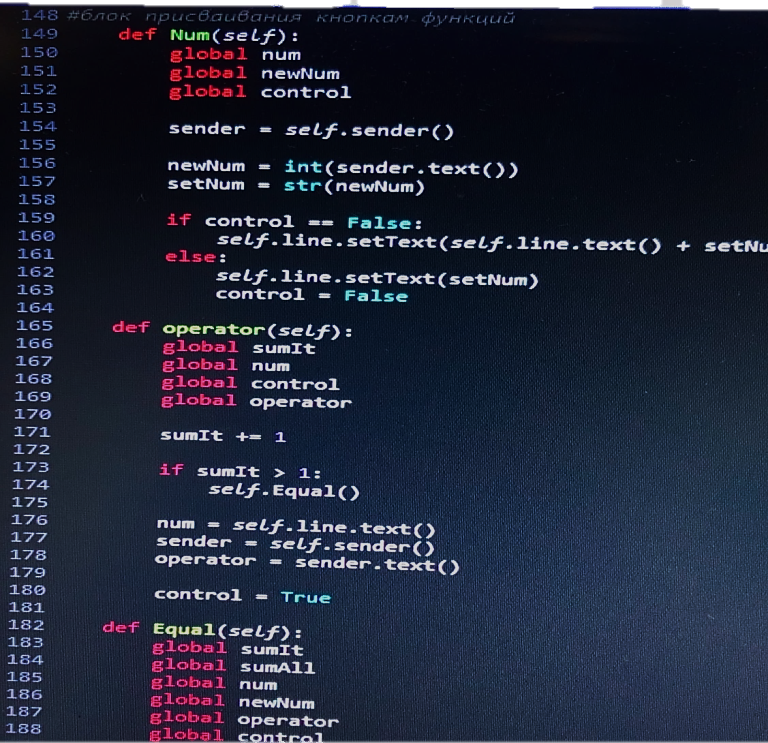 148 #блок присваивания кнопкам функций
149 def Num(self):
150 global num
151 global newNum
152 global control
153
154 sender = self.sender()
155
156 newNum = int(sender.text())
157 setNum = str(newNum)
158
159 if control == False:
160 self.line.setText(self.line.text() + setNu
161 else:
162 self.line.setText(setNum)
163 control = False
164
165 def operator(self):
166 global sumIt
167 global num
168 global control
169 global operator
170
171 sumIt += 1
172
173 if sumIt > 1:
174 self.Equal()
175
176 num = self.line.text()
177 sender = self.sender()
178 operator = sender.text()
179
180 control = True
181
182 def Equal(self):
183 global sumIt
184 global sumAll
185 global num
186 global newNum
187 global operator
188 global control